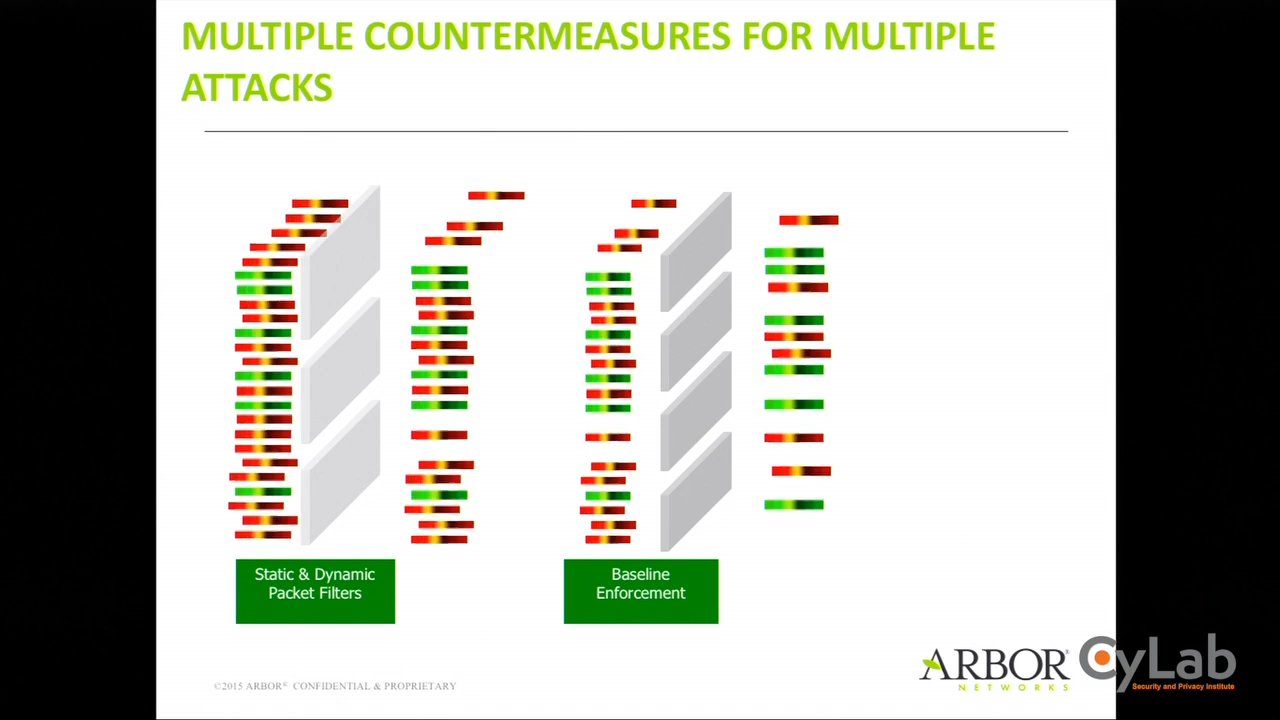 MULTIPLE COUNTERMEASURES FOR MULTIPLE
ATTACKS
Static & Dynamic
Packet Filters
Baseline
Enforcement
©2015 ARBOR® CONFIDENTIAL & PROPRIETARY
ARBOR®
NETWORKS
CyLab
Security and Privacy Institute